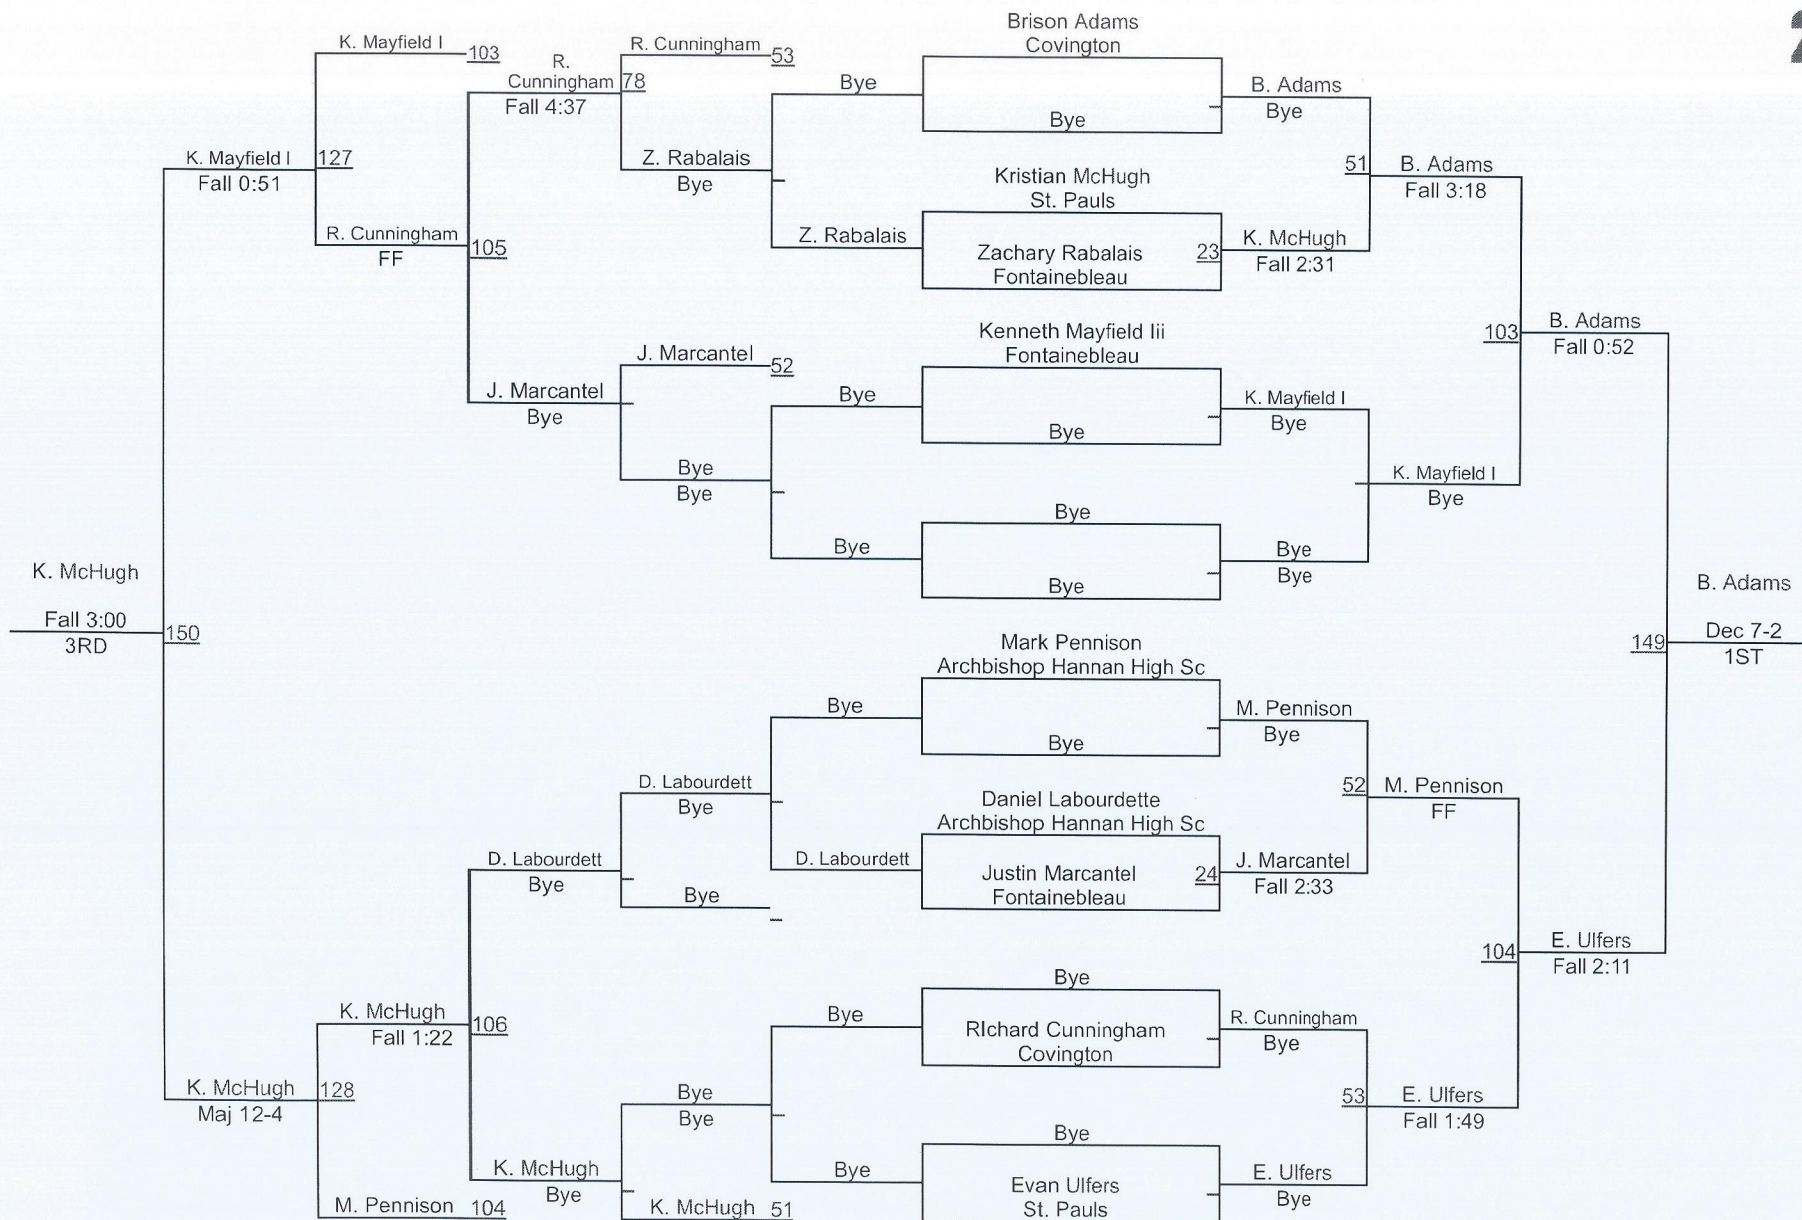 2
Brison Adams
Covington
K. Mayfield I
103
R.
Cunningham
78
Fall 4:37
R. Cunningham
53
Bye
Bye
B. Adams
Bye
K. Mayfield I
127
Fall 0:51
Z. Rabalais
Bye
Kristian McHugh
St. Pauls
51
B. Adams
Fall 3:18
R. Cunningham
FF
105
Z. Rabalais
Zachary Rabalais
Fontainebleau
23
K. McHugh
Fall 2:31
Kenneth Mayfield Iii
Fontainebleau
103
B. Adams
Fall 0:52
J. Marcantel
52
J. Marcantel
Bye
Bye
Bye
K. Mayfield I
Bye
Bye
Bye
K. Mayfield I
Bye
Bye
Bye
Bye
Bye
Bye
K. McHugh
Fall 3:00
3RD
150
B. Adams
149
Dec 7-2
1ST
Mark Pennison
Archbishop Hannan High Sc
Bye
Bye
M. Pennison
Bye
D. Labourdett
Bye
Daniel Labourdette
Archbishop Hannan High Sc
52
M. Pennison
FF
D. Labourdett
Bye
D. Labourdett
Justin Marcantel
Fontainebleau
24
J. Marcantel
Fall 2:33
Bye
104
E. Ulfers
Fall 2:11
Bye
K. McHugh
Fall 1:22
106
Bye
RIchard Cunningham
Covington
R. Cunningham
Bye
K. McHugh
128
Maj 12-4
Bye
Bye
53
E. Ulfers
Fall 1:49
Bye
K. McHugh
Bye
Bye
Evan Ulfers
St. Pauls
E. Ulfers
Bye
M. Pennison
104
K. McHugh
51